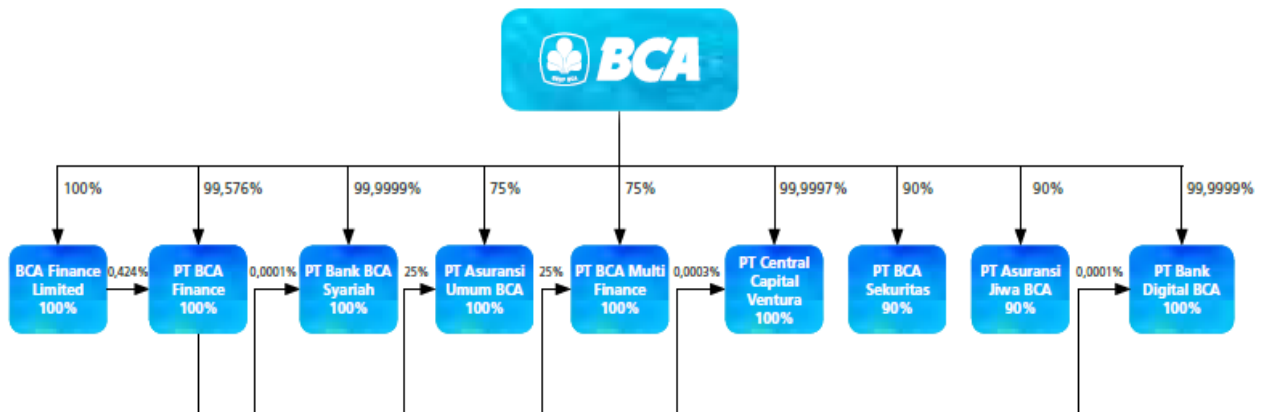 BCA
100%
99,576%
99,9999%
75%
75%
99,9997%
90%
90%
99,9999%
BCA Finance
Limited
100%
0,424%
PT BCA
Finance
100%
0,0001%
PT Bank BCA
Syariah
100%
25%
PT Asuransi
Umum BCA
100%
25%
PT BCA Multi
Finance
100%
0,0003%
PT Central
Capital
Ventura
100%
PT BCA
Sekuritas
90%
PT Asuransi
Jiwa BCA
90%
0,0001%
PT Bank
Digital BCA
100%